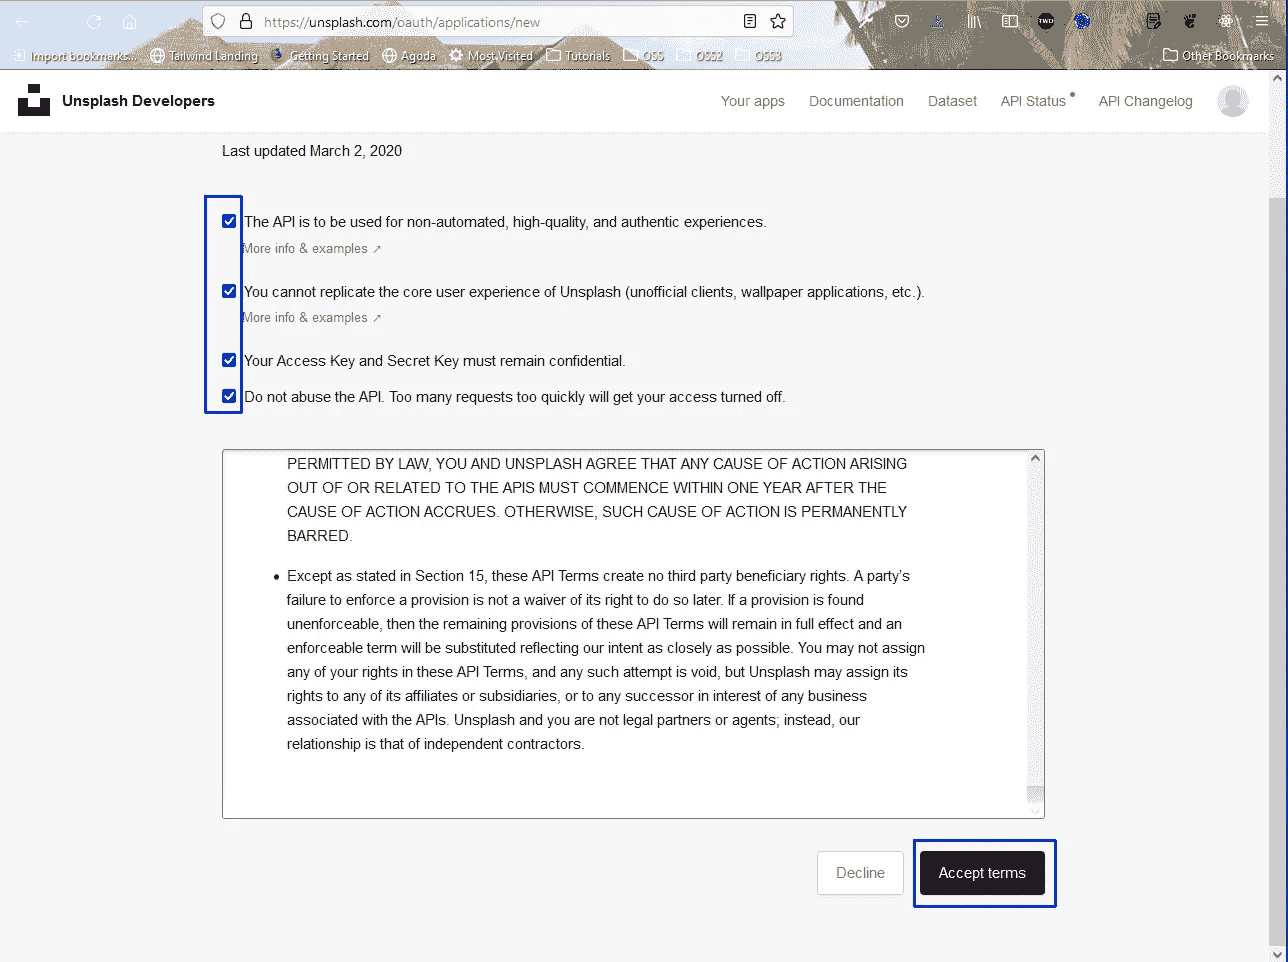 https://unsplash.com/oauth/applications/new
TWD
Import bookmarks... Tailwind Landing Getting Started Agoda Most Visited Tutorials OSS OSS2 OSS3 Other Bookmarks
Unsplash Developers Your apps Documentation Dataset API Status API Changelog
Last updated March 2, 2020
The API is to be used for non-automated, high-quality, and authentic experiences.
More info & examples ↗
You cannot replicate the core user experience of Unsplash (unofficial clients, wallpaper applications, etc.).
More info & examples ↗
Your Access Key and Secret Key must remain confidential.
Do not abuse the API. Too many requests too quickly will get your access turned off.
PERMITTED BY LAW, YOU AND UNSPLASH AGREE THAT ANY CAUSE OF ACTION ARISING
OUT OF OR RELATED TO THE APIS MUST COMMENCE WITHIN ONE YEAR AFTER THE
CAUSE OF ACTION ACCRUES. OTHERWISE, SUCH CAUSE OF ACTION IS PERMANENTLY
BARRED.
• Except as stated in Section 15, these API Terms create no third party beneficiary rights. A party’s
failure to enforce a provision is not a waiver of its right to do so later. If a provision is found
unenforceable, then the remaining provisions of these API Terms will remain in full effect and an
enforceable term will be substituted reflecting our intent as closely as possible. You may not assign
any of your rights in these API Terms, and any such attempt is void, but Unsplash may assign its
rights to any of its affiliates or subsidiaries, or to any successor in interest of any business
associated with the APIs. Unsplash and you are not legal partners or agents; instead, our
relationship is that of independent contractors.
Decline Accept terms